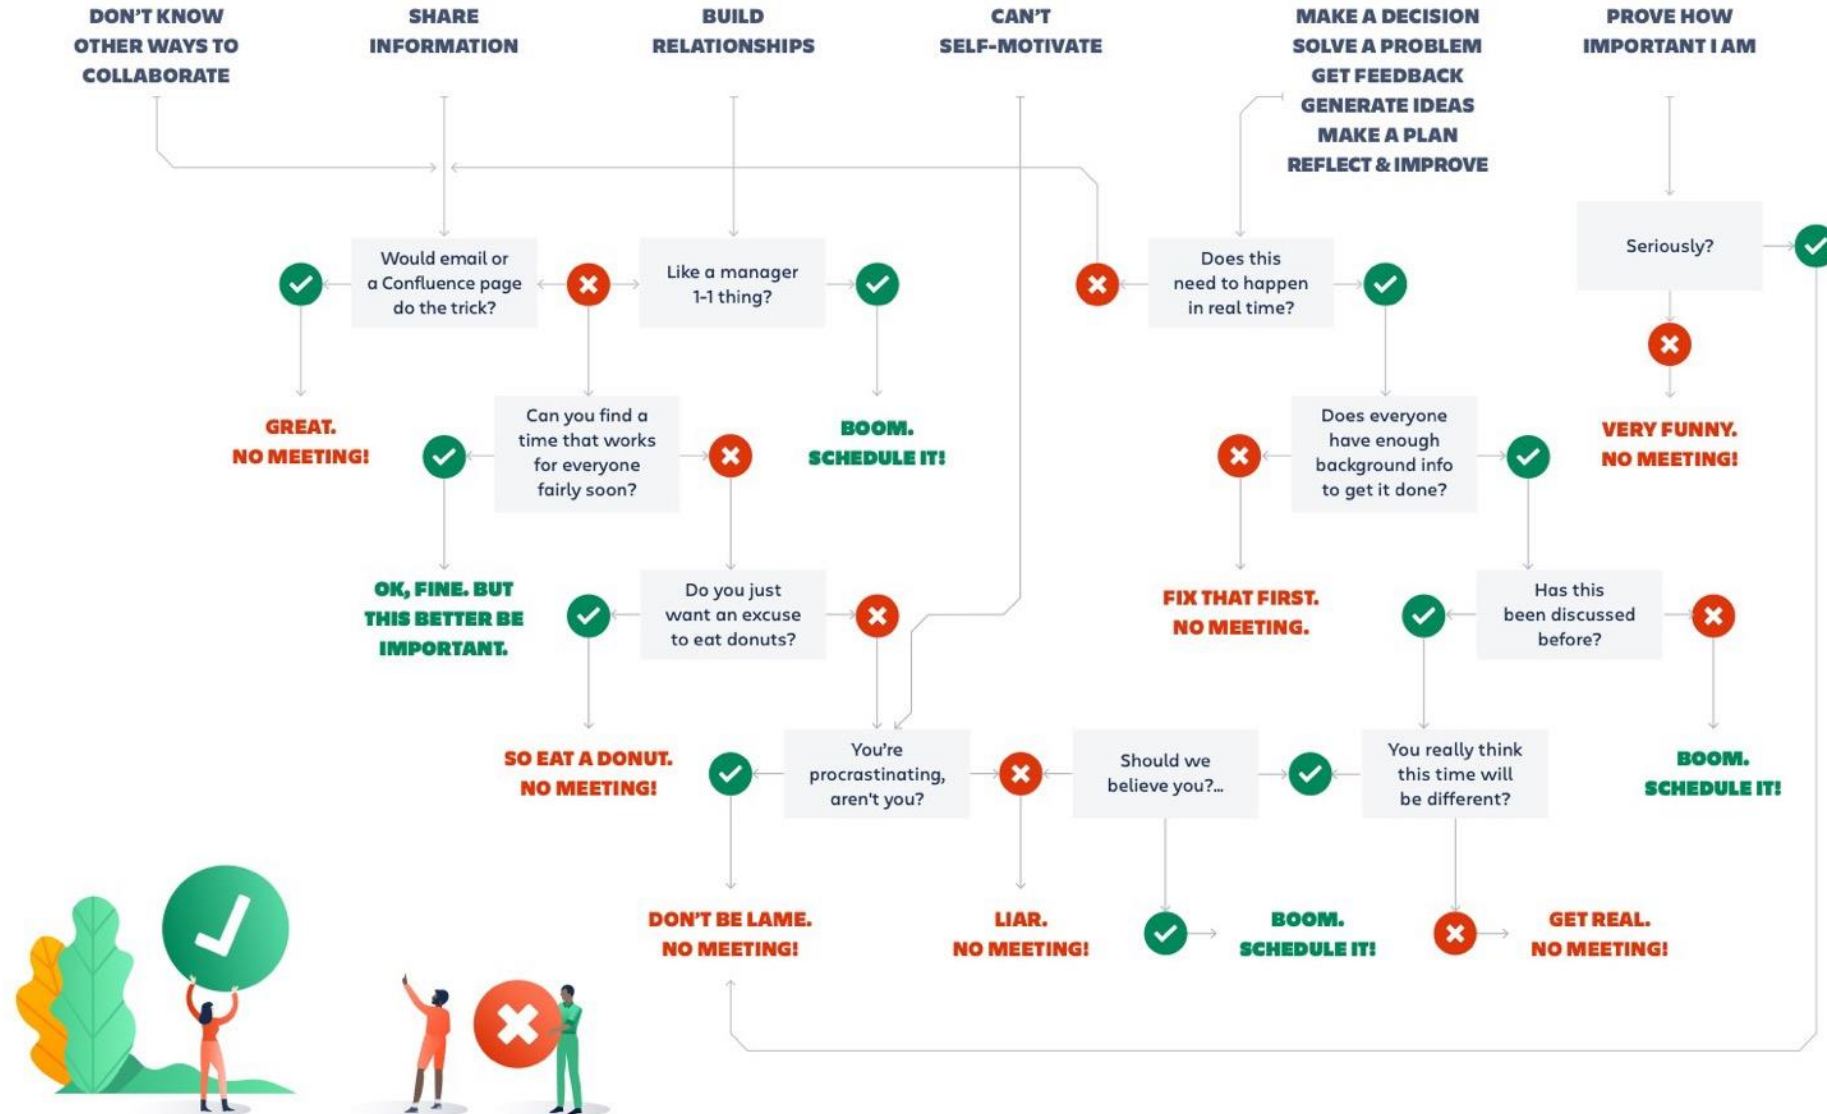 DON'T KNOW
OTHER WAYS TO
COLLABORATE
SHARE
INFORMATION
BUILD
RELATIONSHIPS
CAN'T
SELF-MOTIVATE
MAKE A DECISION
SOLVE A PROBLEM
GET FEEDBACK
GENERATE IDEAS
MAKE A PLAN
REFLECT & IMPROVE
PROVE HOW
IMPORTANT I AM
Would email or
a Confluence page
do the trick?
Like a manager
1-1 thing?
Does this
need to happen
in real time?
Seriously?
GREAT.
NO MEETING!
Can you find a
time that works
for everyone
fairly soon?
BOOM.
SCHEDULE IT!
Does everyone
have enough
background info
to get it done?
VERY FUNNY.
NO MEETING!
OK, FINE. BUT
THIS BETTER BE
IMPORTANT.
Do you just
want an excuse
to eat donuts?
FIX THAT FIRST.
NO MEETING.
Has this
been discussed
before?
SO EAT A DONUT.
NO MEETING!
You're
procrastinating,
aren't you?
Should we
believe you?...
You really think
this time will
be different?
BOOM.
SCHEDULE IT!
DON'T BE LAME.
NO MEETING!
LIAR.
NO MEETING!
BOOM.
SCHEDULE IT!
GET REAL.
NO MEETING!